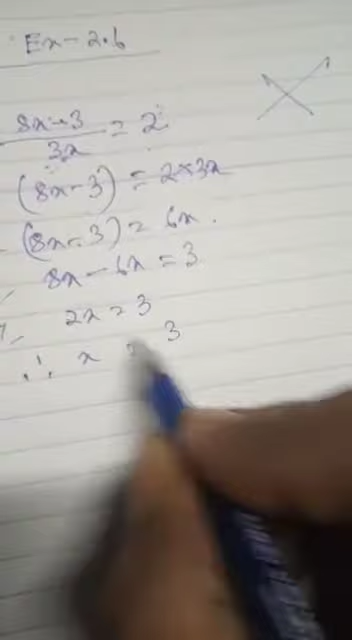 Ex - 2.6
8x - 3 / 3x = 2
(8x - 3) = 2 × 3x
(8x - 3) = 6x.
8x - 6x = 3
2x = 3
∴ x = 3